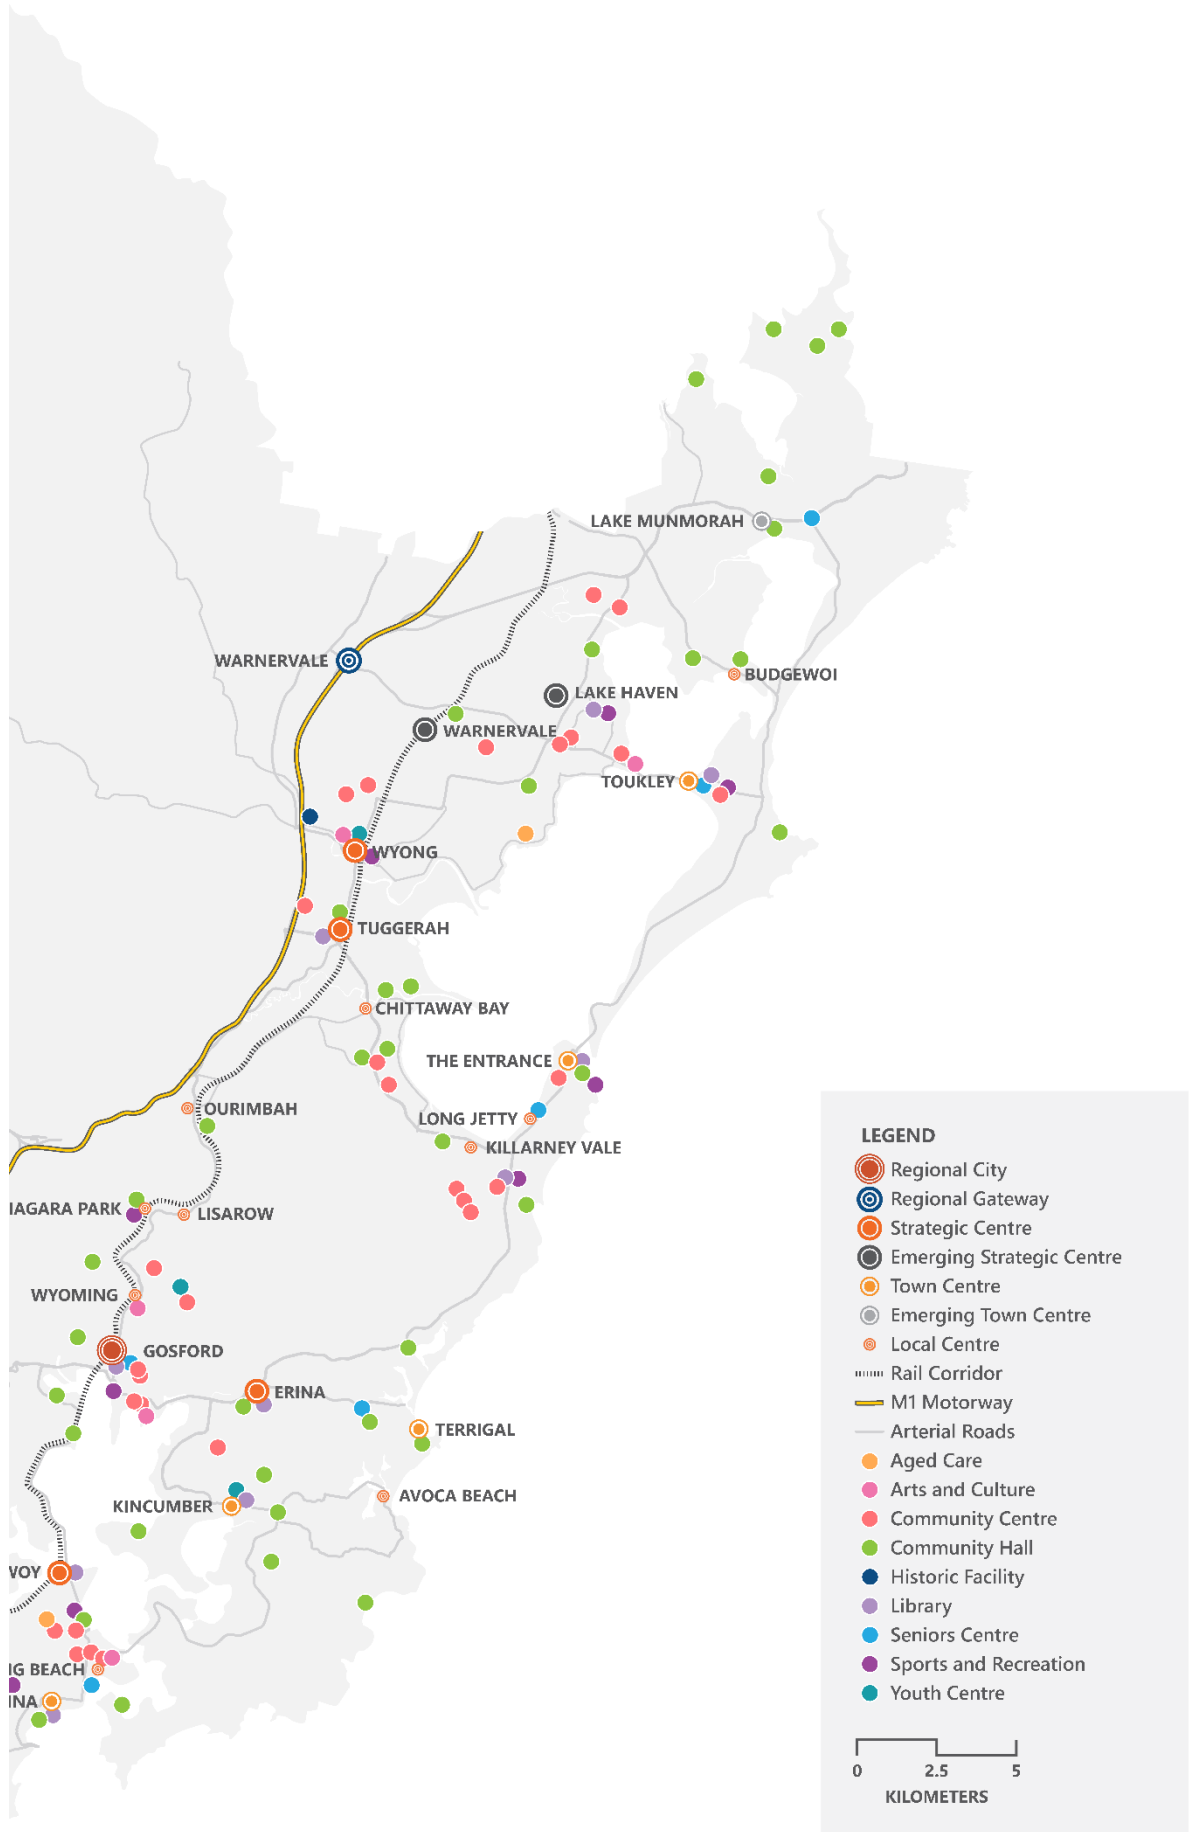 LAKE MUNMORAH
WARNERVALE
BUDGEWOI
LAKE HAVEN
WARNERVALE
TOUKLEY
WYONG
TUGGERAH
CHITTAWAY BAY
THE ENTRANCE
OURIMBAH
LONG JETTY
KILLARNEY VALE
IAGARA PARK
LISAROW
WYOMING
GOSFORD
ERINA
TERRIGAL
AVOCA BEACH
KINCUMBER
WOY
NG BEACH
INA
LEGEND
Regional City
Regional Gateway
Strategic Centre
Emerging Strategic Centre
Town Centre
Emerging Town Centre
Local Centre
Rail Corridor
M1 Motorway
Arterial Roads
Aged Care
Arts and Culture
Community Centre
Community Hall
Historic Facility
Library
Seniors Centre
Sports and Recreation
Youth Centre
0 2.5 5
KILOMETERS